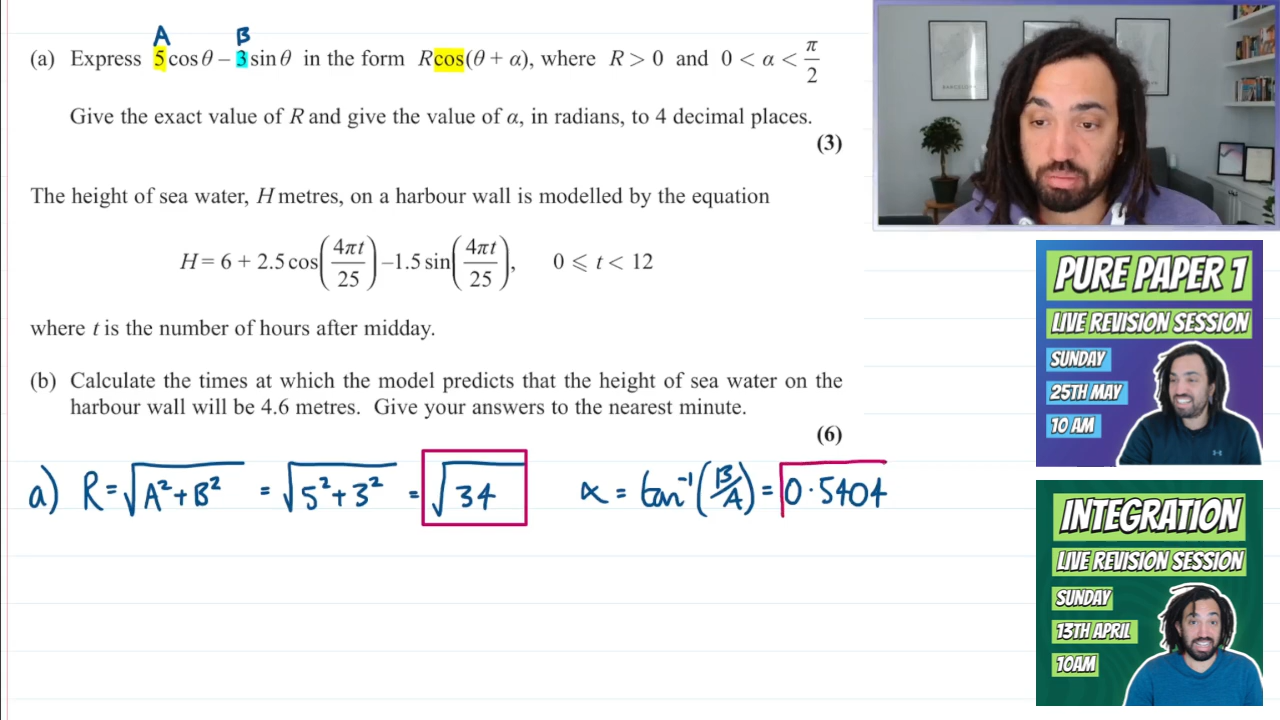 A B
(a) Express 5 cos θ – 3 sin θ in the form R cos(θ + α), where R > 0 and 0 < α < π/2
Give the exact value of R and give the value of α, in radians, to 4 decimal places.
(3)
The height of sea water, H metres, on a harbour wall is modelled by the equation
H = 6 + 2.5 cos(4πt/25) – 1.5 sin(4πt/25), 0 ⩽ t < 12
where t is the number of hours after midday.
(b) Calculate the times at which the model predicts that the height of sea water on the
harbour wall will be 4.6 metres. Give your answers to the nearest minute.
(6)
a) R = √A² + B² = √5² + 3² = √34 α = tan⁻¹(B/A) = 0.5404
PURE PAPER 1
LIVE REVISION SESSION
SUNDAY
25TH MAY
10 AM
INTEGRATION
LIVE REVISION SESSION
SUNDAY
13TH APRIL
10AM